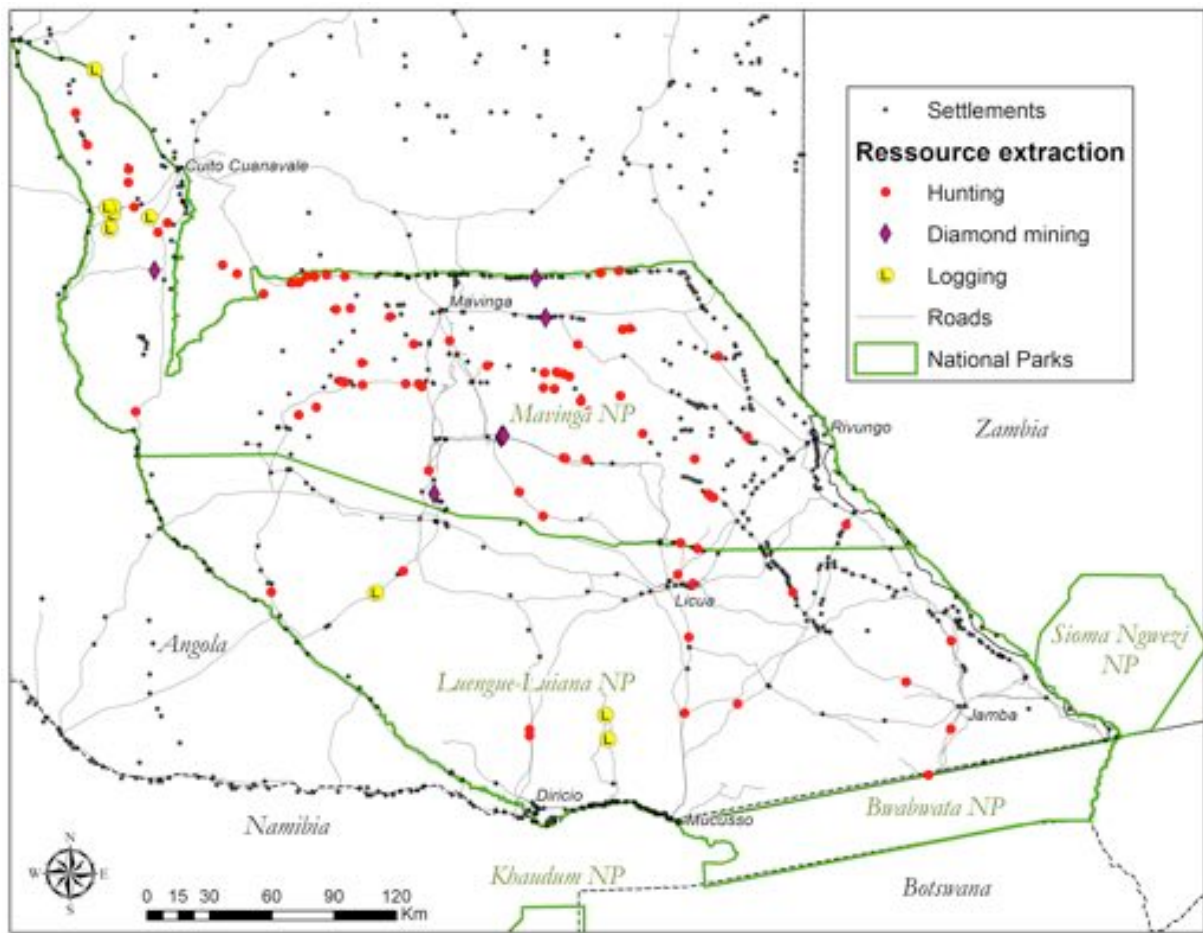 Settlements
Ressource extraction
Hunting
Diamond mining
L
Logging
Roads
National Parks
L
Cuito Cuanavale
L
L
L
Mavinga
Mavinga NP
Rivungo
Zambia
L
Licua
Angola
Sioma Ngwezi
NP
Luengue-Luiana NP
L
L
Jamba
Diricio
Mucusso
Bwabwata NP
Namibia
Khaudum NP
Botswana
N
W
E
S
0 15 30 60 90 120
Km